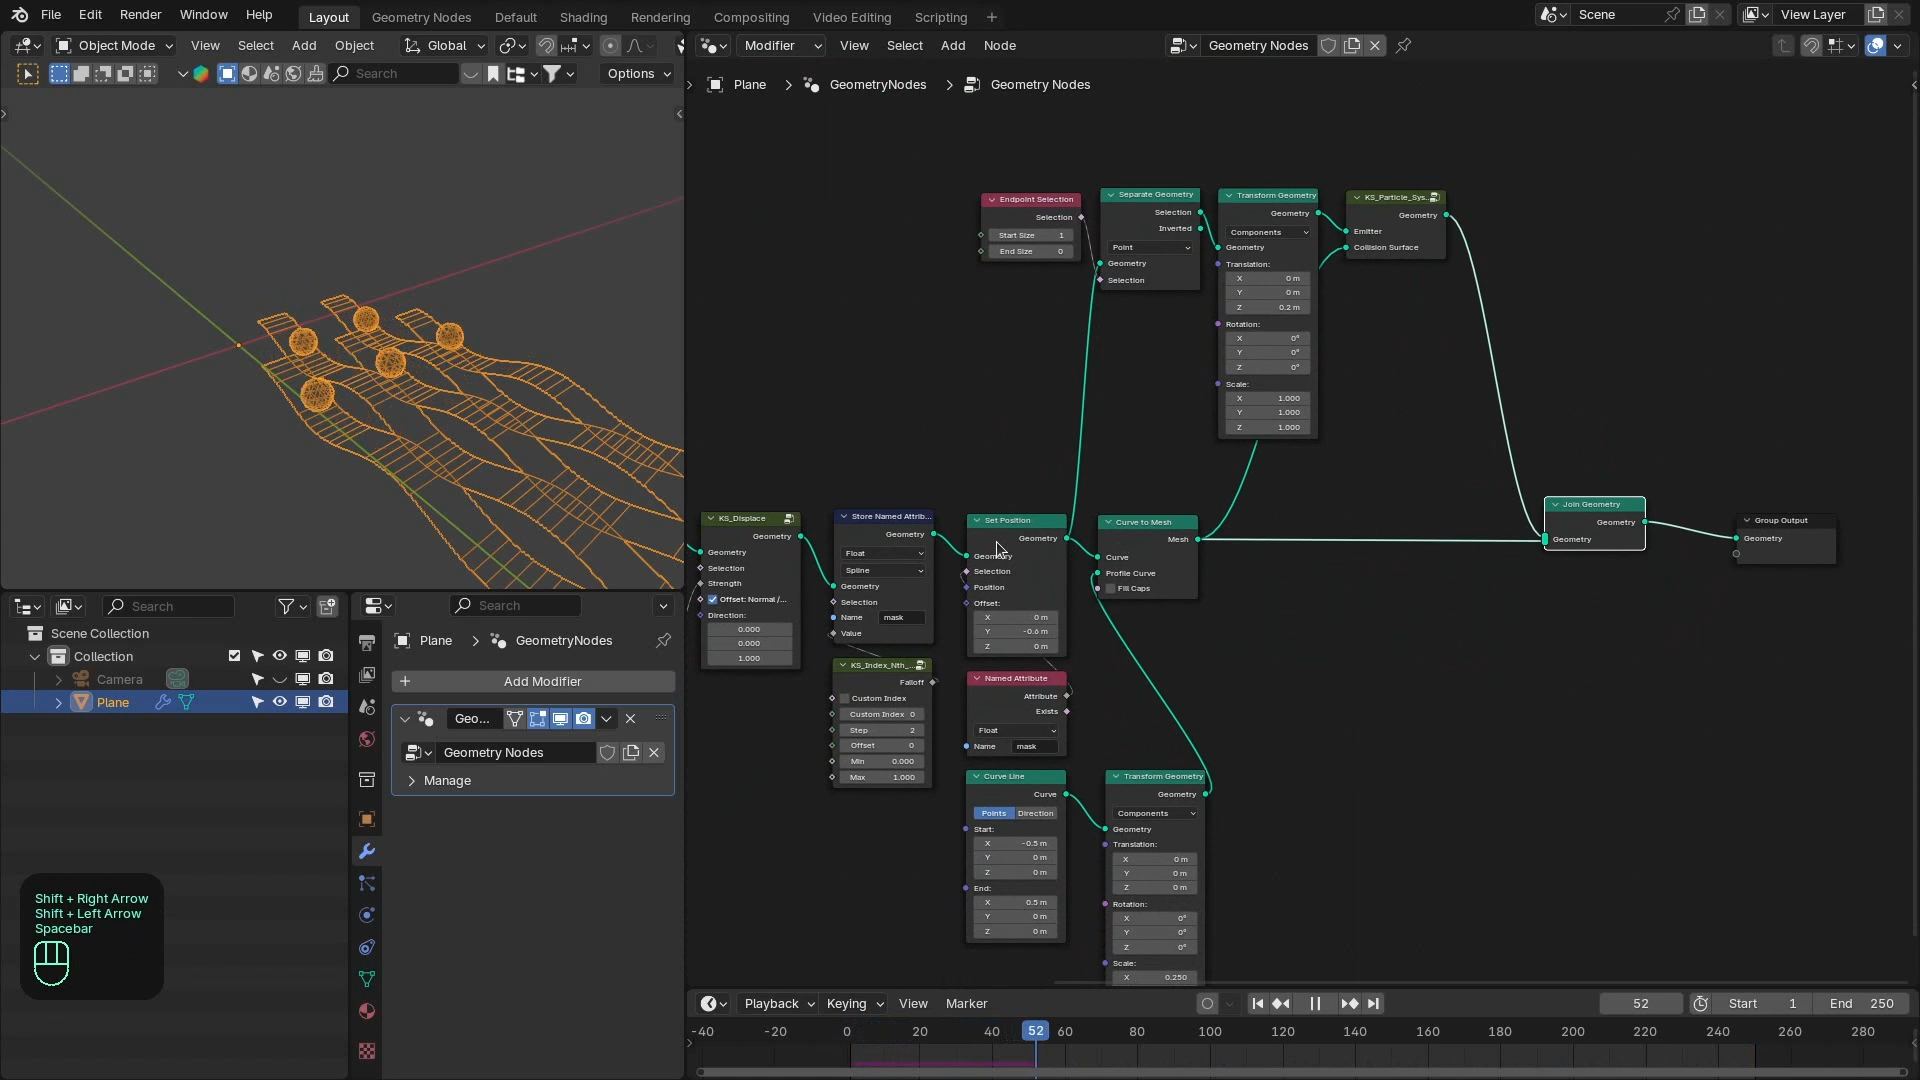 File Edit Render Window Help Layout Geometry Nodes Default Shading Rendering Compositing Video Editing Scripting + Scene View Layer
Object Mode View Select Add Object Global
Search Options
Modifier View Select Add Node Geometry Nodes
Plane > GeometryNodes > Geometry Nodes
Endpoint Selection
Selection
Start Size 1
End Size 0
Separate Geometry
Selection
Inverted
Point
Geometry
Selection
Transform Geometry
Geometry
Components
Geometry
Translation:
X 0 m
Y 0 m
Z 0.2 m
Rotation:
X 0°
Y 0°
Z 0°
Scale:
X 1.000
Y 1.000
Z 1.000
KS_Particle_Sys...
Geometry
Emitter
Collision Surface
KS_Displace
Geometry
Geometry
Selection
Strength
Offset: Normal /...
Direction:
0.000
0.000
1.000
Store Named Attrib...
Geometry
Float
Spline
Geometry
Selection
Name mask
Value
KS_Index_Nth_...
Falloff
Custom Index
Custom Index 0
Step 2
Offset 0
Min 0.000
Max 1.000
Set Position
Geometry
Geometry
Selection
Position
Offset:
X 0 m
Y -0.6 m
Z 0 m
Named Attribute
Attribute
Exists
Float
Name mask
Curve to Mesh
Mesh
Curve
Profile Curve
Fill Caps
Curve Line
Curve
Points Direction
Start:
X -0.5 m
Y 0 m
Z 0 m
End:
X 0.5 m
Y 0 m
Z 0 m
Transform Geometry
Geometry
Components
Geometry
Translation:
X 0 m
Y 0 m
Z 0 m
Rotation:
X 0°
Y 0°
Z 0°
Scale:
X 0.250
Join Geometry
Geometry
Geometry
Group Output
Geometry
Search
Scene Collection
Collection
Camera
Plane
Shift + Right Arrow
Shift + Left Arrow
Spacebar
Search
Plane > GeometryNodes
+ Add Modifier
Geo...
Geometry Nodes
Manage
Playback Keying View Marker 52 Start 1 End 250
-40 -20 0 20 40 52 60 80 100 120 140 160 180 200 220 240 260 280